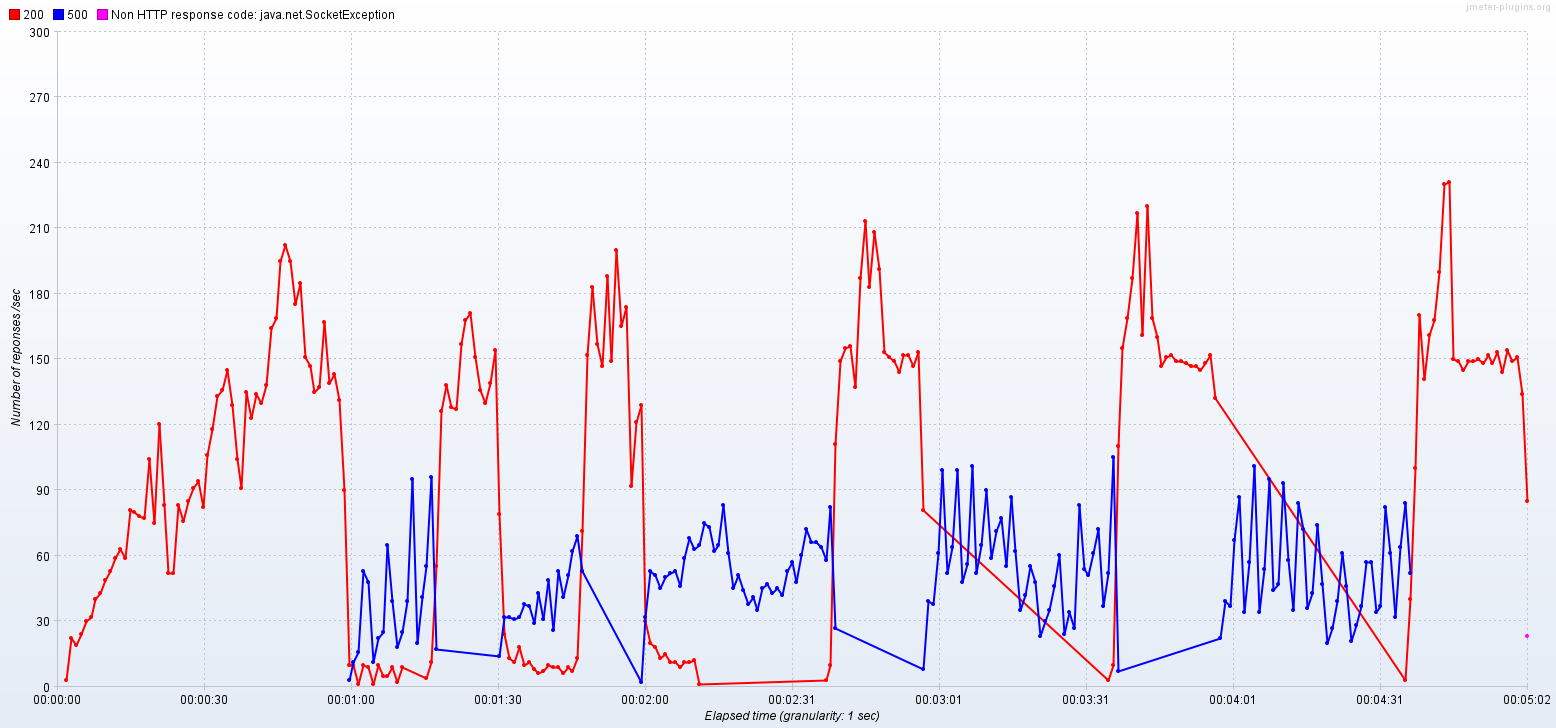 200 500 Non HTTP response code: java.net.SocketException
jmeter-plugins.org
300
270
240
210
180
150
120
90
60
30
0
Number of reponses /sec
00:00:00 00:00:30 00:01:00 00:01:30 00:02:00 00:02:31 00:03:01 00:03:31 00:04:01 00:04:31 00:05:02
Elapsed time (granularity: 1 sec)